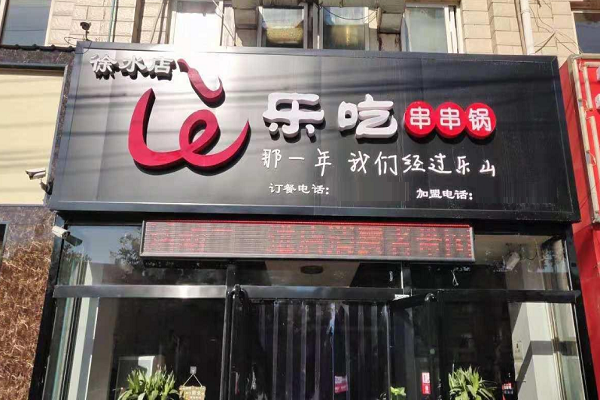 徐水店
乐吃 串串锅
那一年 我们经过乐山
订餐电话: 加盟电话: